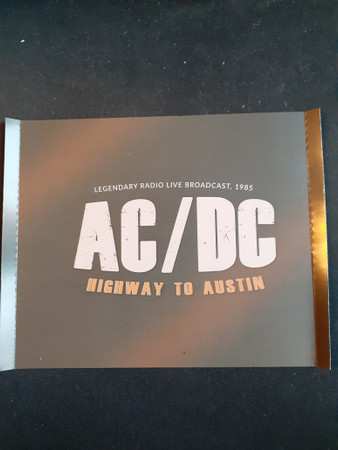 LEGENDARY RADIO LIVE BROADCAST, 1985
AC/DC
HIGHWAY TO AUSTIN